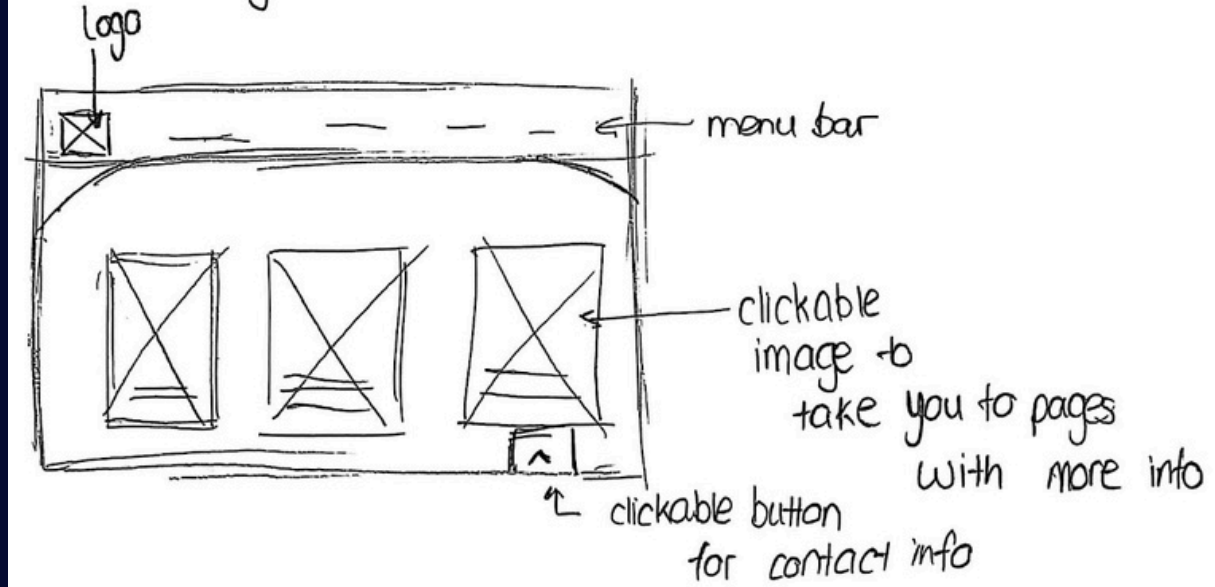 logo
menu bar
clickable
image to
take you to pages
with more info
clickable button
for contact info